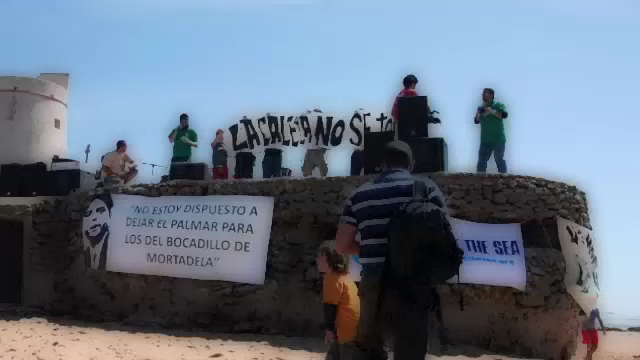 LA CALETA NO SE TO
"NO ESTOY DISPUESTO A
DEJAR EL PALMAR PARA
LOS DEL BOCADILLO DE
MORTADELA"
THE SEA